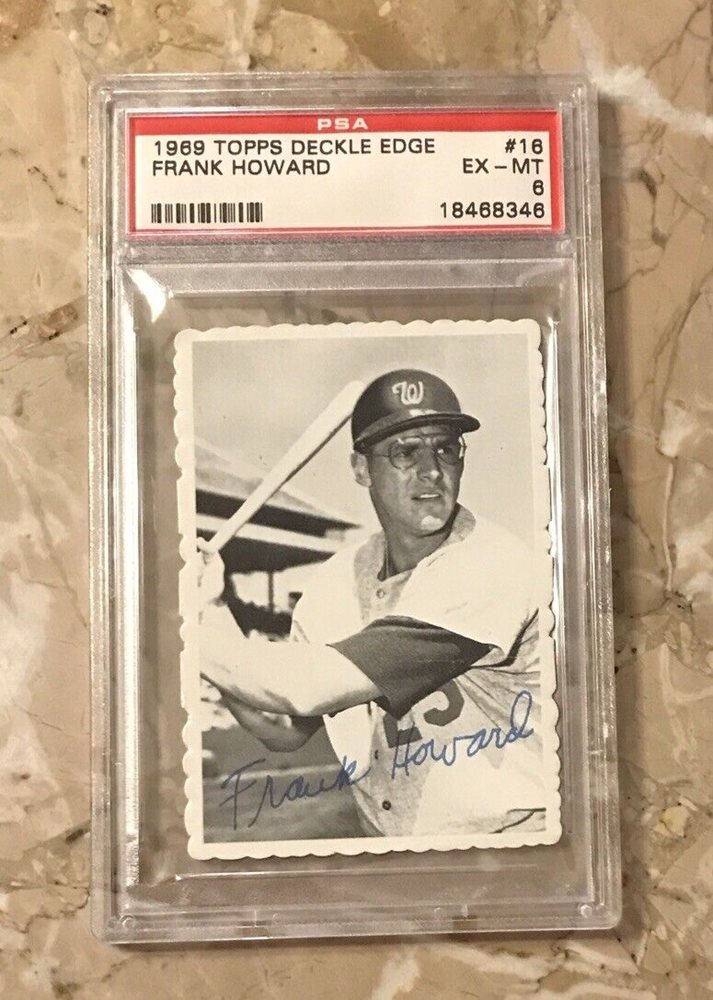 PSA
1969 TOPPS DECKLE EDGE #16
FRANK HOWARD EX-MT
6
18468346
W
Frank Howard